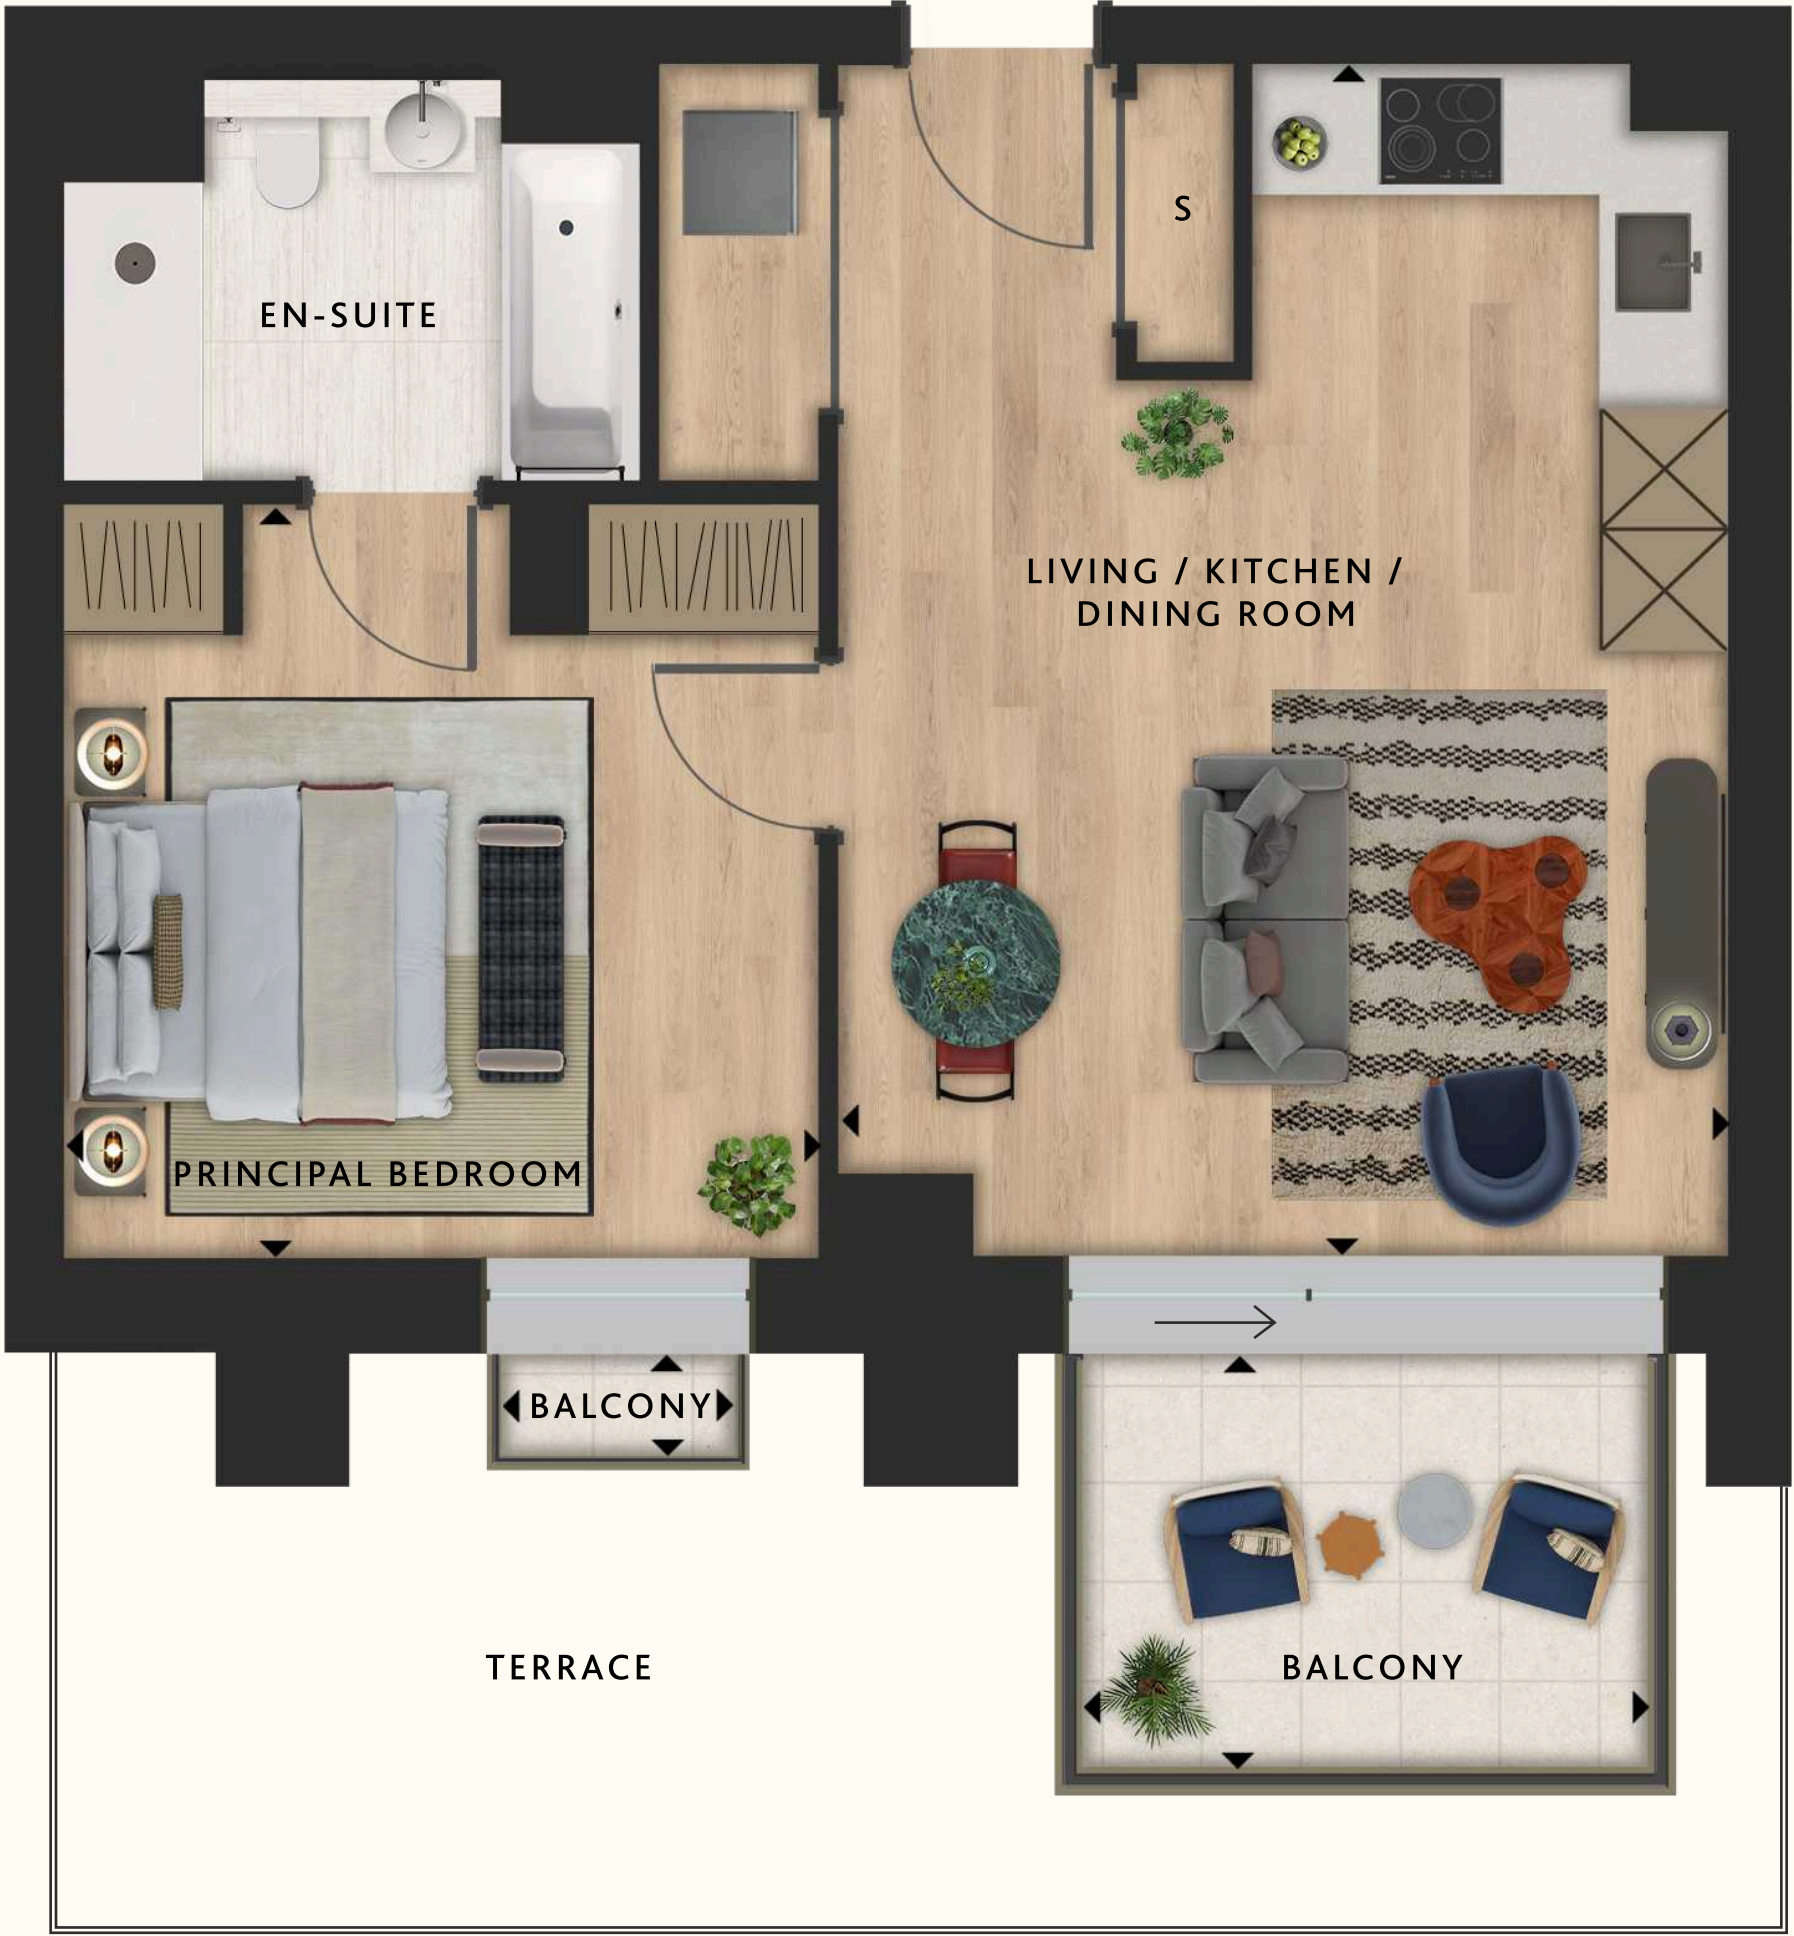 S
EN-SUITE
LIVING / KITCHEN /
DINING ROOM
PRINCIPAL BEDROOM
BALCONY
TERRACE
BALCONY